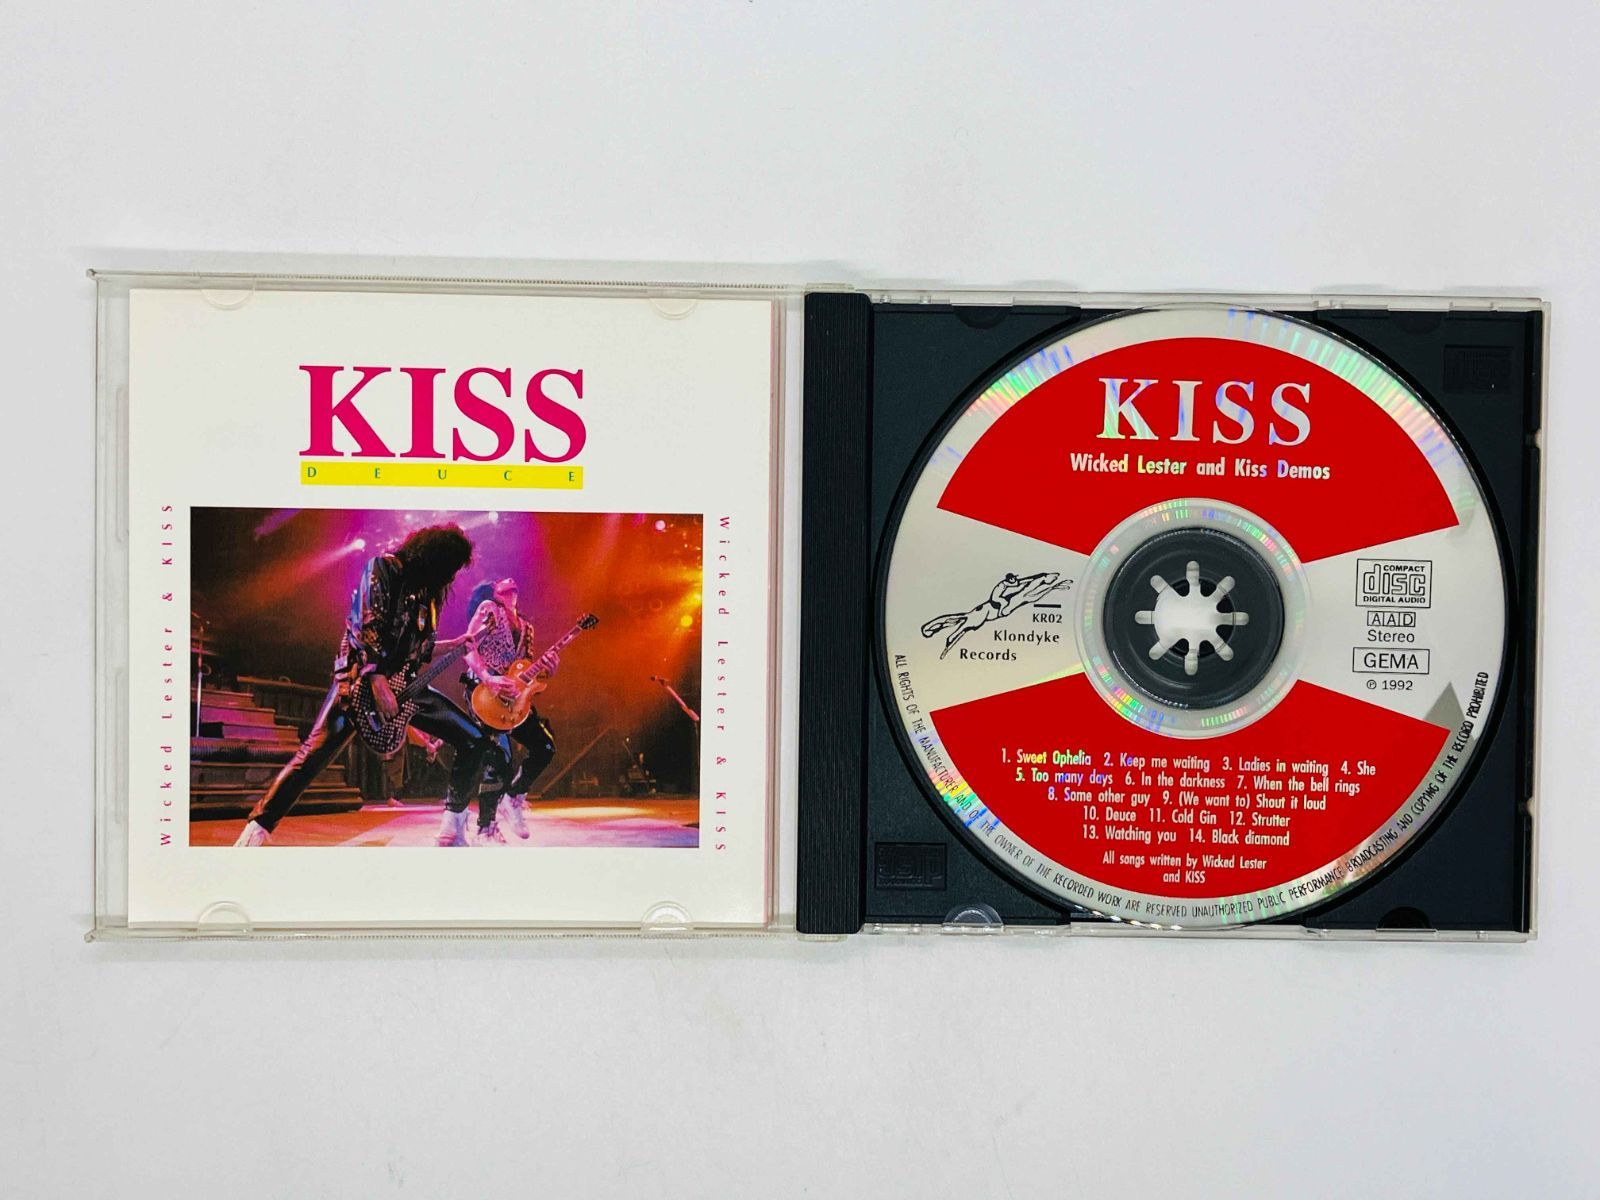 KISS
DEUCE
Wicked Lester & KISS
Wicked Lester & KISS
KISS
Wicked Lester and Kiss Demos
KR02
Klondyke
Records
COMPACT
disc
DIGITAL AUDIO
AAD
Stereo
GEMA
℗ 1992
1. Sweet Ophelia 2. Keep me waiting 3. Ladies in waiting 4. She
5. Too many days 6. In the darkness 7. When the bell rings
8. Some other guy 9. (We want to) Shout it loud
10. Deuce 11. Cold Gin 12. Strutter
13. Watching you 14. Black diamond
All songs written by Wicked Lester
and KISS
ALL RIGHTS OF THE MANUFACTURER AND OF THE OWNER OF THE RECORDED WORK ARE RESERVED UNAUTHORIZED PUBLIC PERFORMANCE BROADCASTING AND COPYING OF THE RECORD PROHIBITED